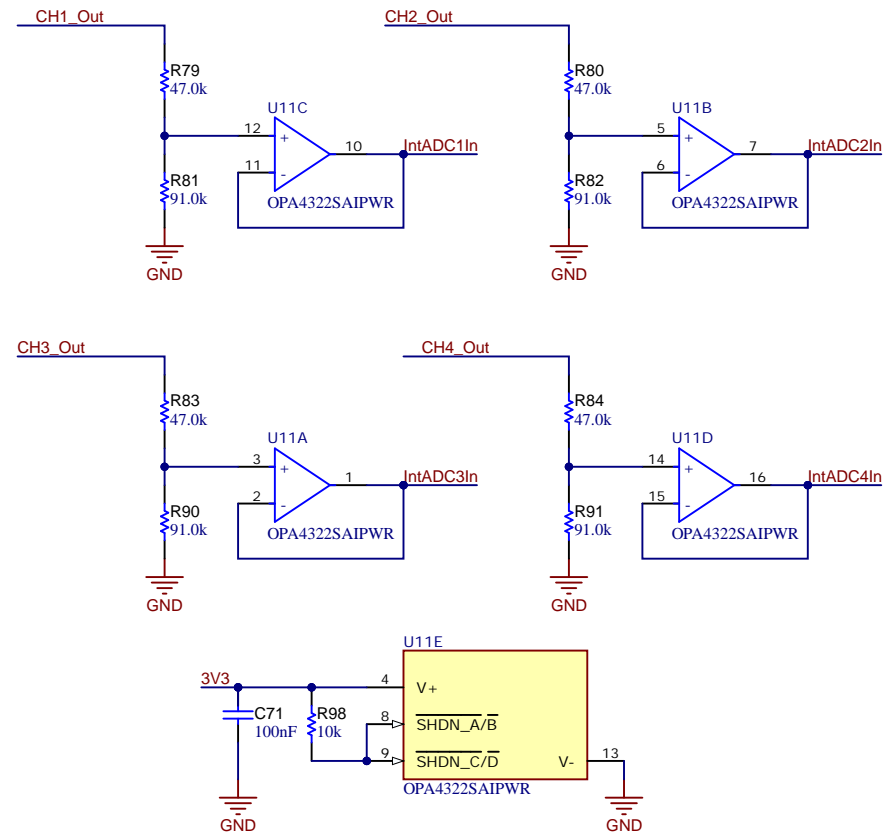 CH1_Out
R79
47.0k
U11C
12
+
10
IntADC1In
11
-
R81
91.0k
OPA4322SAIPWR
GND
CH2_Out
R80
47.0k
U11B
5
+
7
IntADC2In
6
-
R82
91.0k
OPA4322SAIPWR
GND
CH3_Out
R83
47.0k
U11A
3
+
1
IntADC3In
2
-
R90
91.0k
OPA4322SAIPWR
GND
CH4_Out
R84
47.0k
U11D
14
+
16
IntADC4In
15
-
R91
91.0k
OPA4322SAIPWR
GND
U11E
3V3
4
V+
C71
100nF
R98
10k
8
SHDN_A/B
9
SHDN_C/D
V-
13
OPA4322SAIPWR
GND
GND